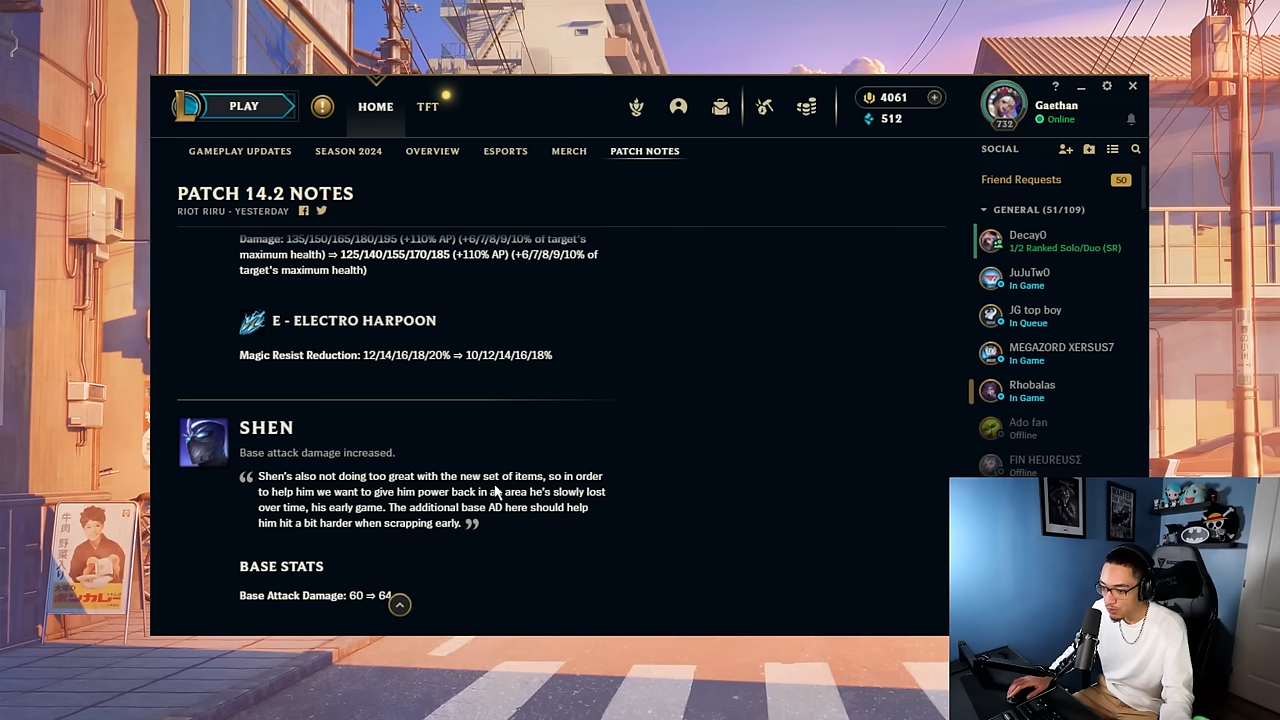 PLAY
HOME
TFT
4061
512
?
Gaethan
Online
732
GAMEPLAY UPDATES
SEASON 2024
OVERVIEW
ESPORTS
MERCH
PATCH NOTES
SOCIAL
PATCH 14.2 NOTES
RIOT RIRU - YESTERDAY
Damage: 135/150/165/180/195 (+110% AP) (+6/7/8/9/10% of target's
maximum health) ⇒ 125/140/155/170/185 (+110% AP) (+6/7/8/9/10% of
target's maximum health)
E - ELECTRO HARPOON
Magic Resist Reduction: 12/14/16/18/20% ⇒ 10/12/14/16/18%
SHEN
Base attack damage increased.
Shen's also not doing too great with the new set of items, so in order
to help him we want to give him power back in an area he's slowly lost
over time, his early game. The additional base AD here should help
him hit a bit harder when scrapping early.
BASE STATS
Base Attack Damage: 60 ⇒ 64
Friend Requests
50
GENERAL (51/109)
Decay0
1/2 Ranked Solo/Duo (SR)
JuJuTw0
In Game
JG top boy
In Queue
MEGAZORD XERSUS7
In Game
Rhobalas
In Game
Ado fan
Offline
FIN HEUREUSΣ
Offline
牛肉 野菜入り